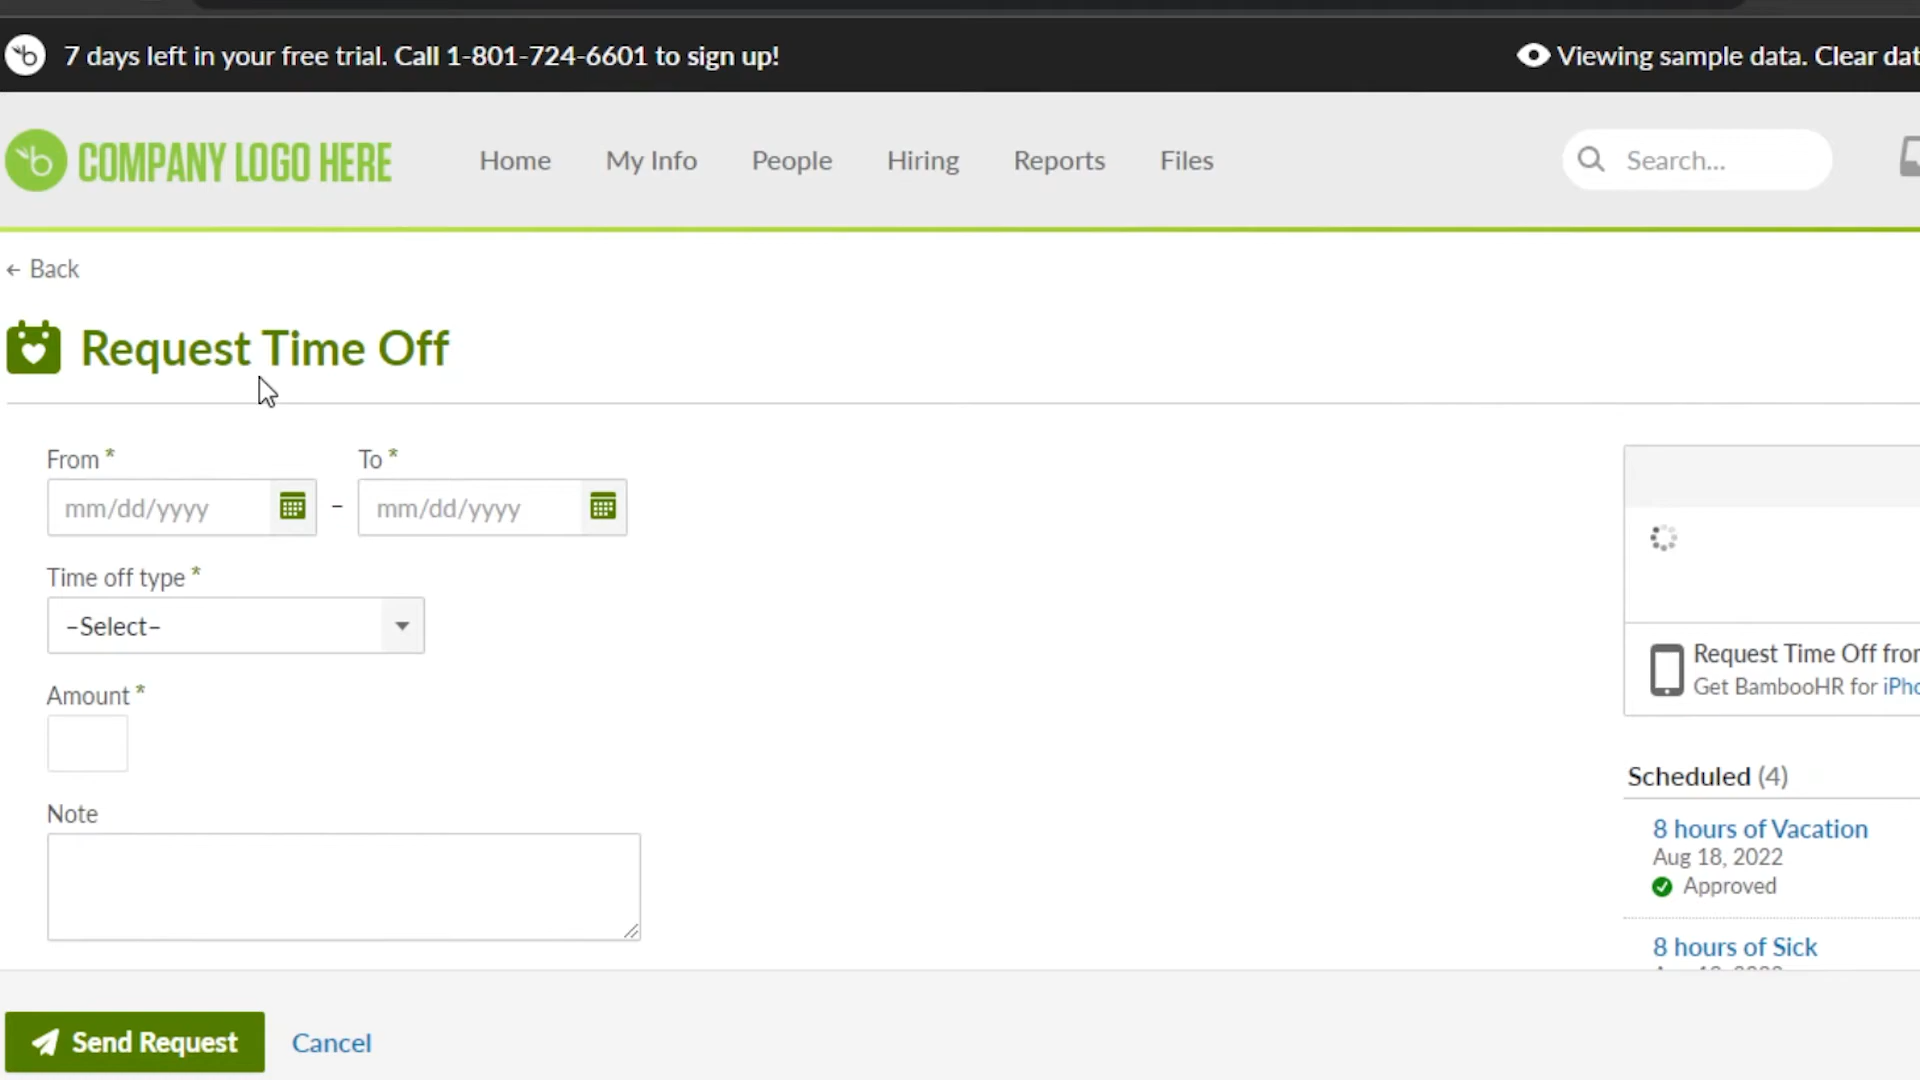 7 days left in your free trial. Call 1-801-724-6601 to sign up!
Viewing sample data. Clear
COMPANY LOGO HERE
Home
My Info
People
Hiring
Reports
Files
Search...
← Back
Request Time Off
From *
To *
mm/dd/yyyy – mm/dd/yyyy
Time off type *
–Select–
Amount *
Note
Request Time Off
Get BambooHR for
Scheduled (4)
8 hours of Vacation
Aug 18, 2022
Approved
8 hours of Sick
Send Request
Cancel